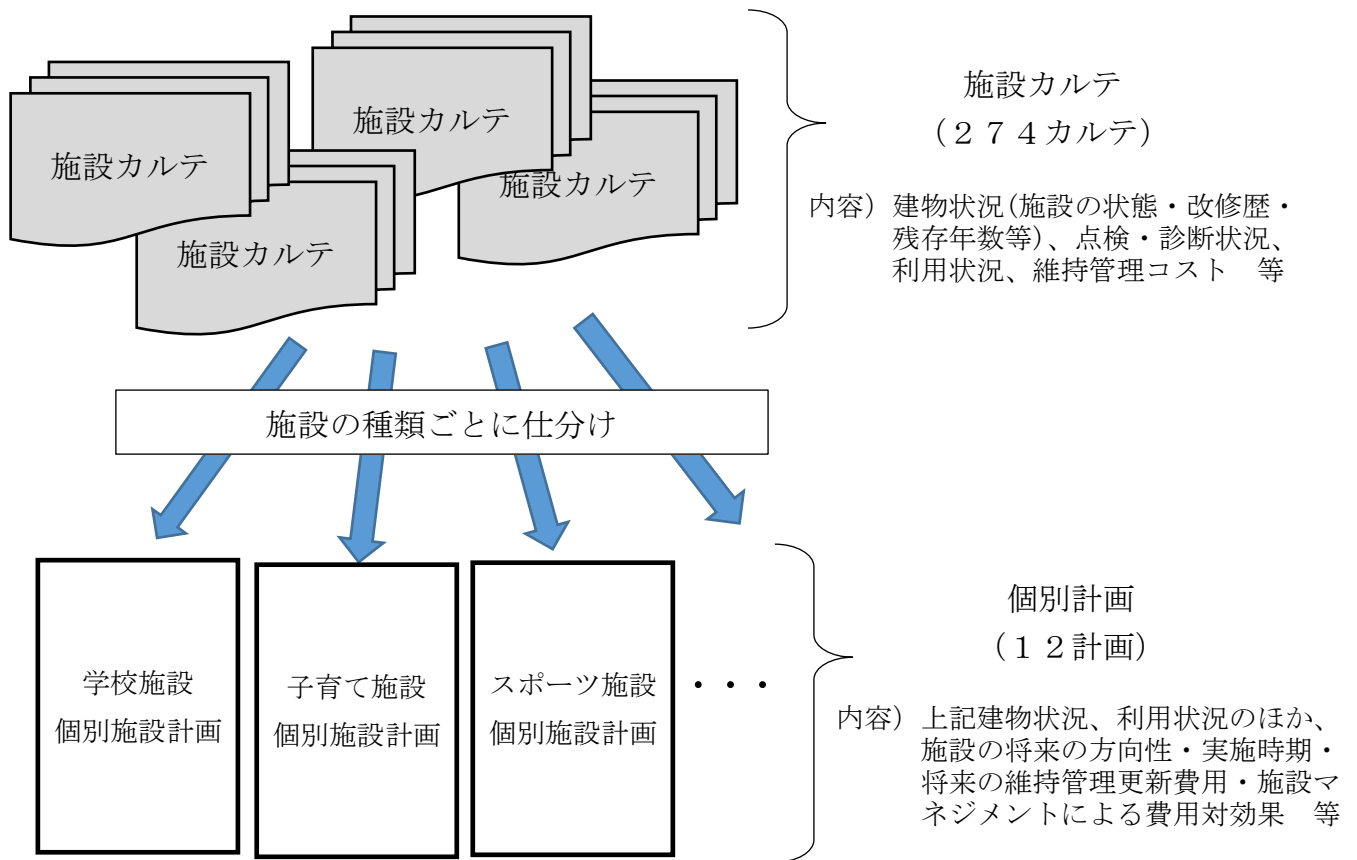 施設カルテ
施設カルテ
施設カルテ
施設カルテ
施設カルテ
（２７４カルテ）
内容）建物状況(施設の状態・改修歴・
残存年数等)、点検・診断状況、
利用状況、維持管理コスト　等
施設の種類ごとに仕分け
学校施設
個別施設計画
子育て施設
個別施設計画
スポーツ施設
個別施設計画
・・・
個別計画
（１２計画）
内容）上記建物状況、利用状況のほか、
施設の将来の方向性・実施時期・
将来の維持管理更新費用・施設マ
ネジメントによる費用対効果　等